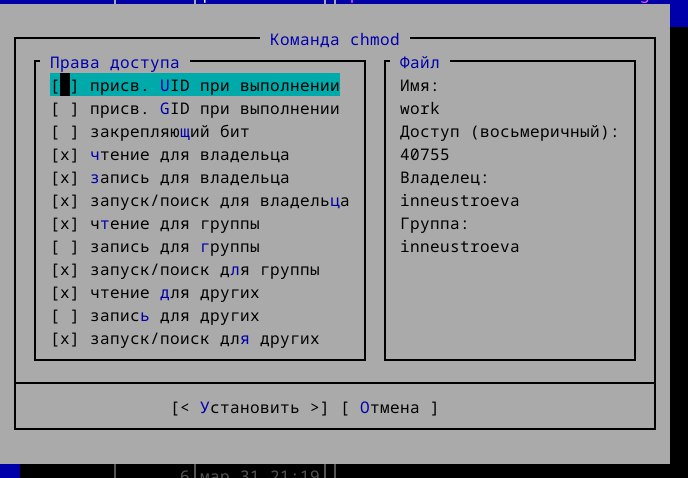 Команда chmod
Права доступа
[ ] присв. UID при выполнении
[ ] присв. GID при выполнении
[ ] закрепляющий бит
[x] чтение для владельца
[x] запись для владельца
[x] запуск/поиск для владельца
[x] чтение для группы
[ ] запись для группы
[x] запуск/поиск для группы
[x] чтение для других
[ ] запись для других
[x] запуск/поиск для других
Файл
Имя:
work
Доступ (восьмеричный):
40755
Владелец:
inneustroeva
Группа:
inneustroeva
[< Установить >] [ Отмена ]
6 мар 31 21:19